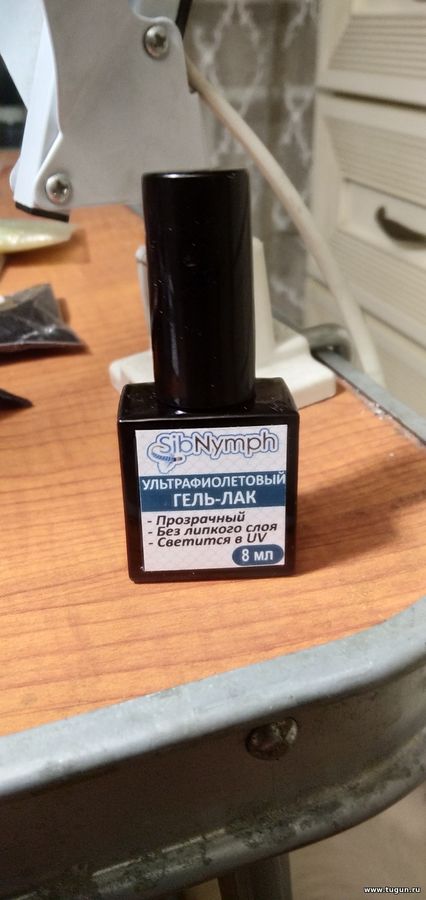 SibNymph
УЛЬТРАФИОЛЕТОВЫЙ
ГЕЛЬ-ЛАК
- Прозрачный
- Без липкого слоя
- Светится в UV
8 мл
www.tugun.ru